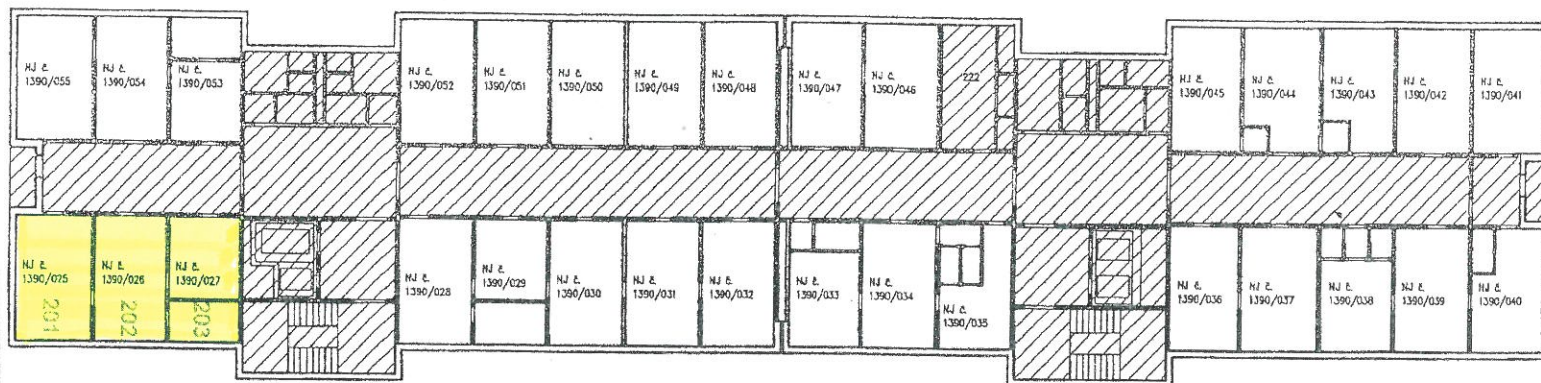 NJ č.
1390/055
NJ č.
1390/054
NJ č.
1390/053
NJ č.
1390/052
NJ č.
1390/051
NJ č.
1390/050
NJ č.
1390/049
NJ č.
1390/048
NJ č.
1390/047
NJ č.
1390/046
222
NJ č.
1390/045
NJ č.
1390/044
NJ č.
1390/043
NJ č.
1390/042
NJ č.
1390/041
NJ č.
1390/025
201
NJ č.
1390/026
202
NJ č.
1390/027
203
NJ č.
1390/028
NJ č.
1390/029
NJ č.
1390/030
NJ č.
1390/031
NJ č.
1390/032
NJ č.
1390/033
NJ č.
1390/034
NJ č.
1390/035
NJ č.
1390/036
NJ č.
1390/037
NJ č.
1390/038
NJ č.
1390/039
NJ č.
1390/040